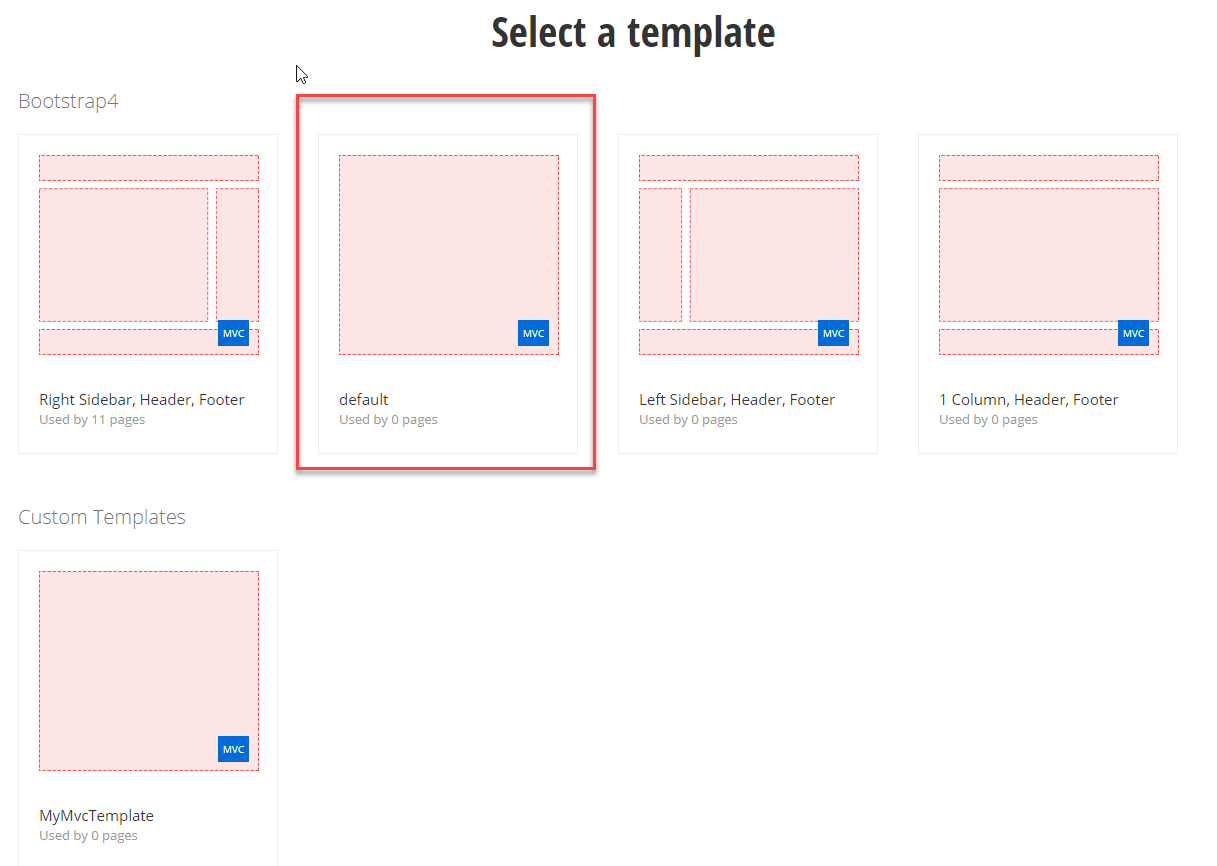 Select a template
Bootstrap4
MVC
MVC
MVC
MVC
Right Sidebar, Header, Footer
Used by 11 pages
default
Used by 0 pages
Left Sidebar, Header, Footer
Used by 0 pages
1 Column, Header, Footer
Used by 0 pages
Custom Templates
MVC
MyMvcTemplate
Used by 0 pages